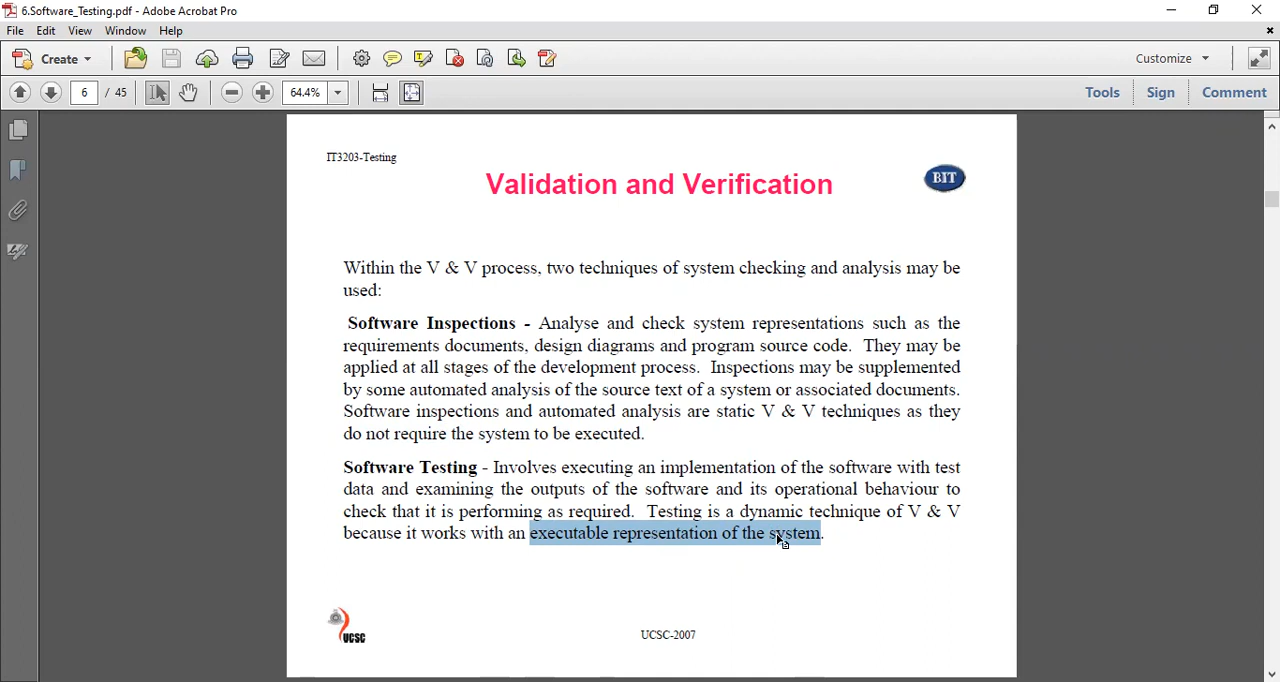 6.Software_Testing.pdf - Adobe Acrobat Pro
File Edit View Window Help
Create Customize
6 / 45 64.4% Tools Sign Comment
IT3203-Testing
Validation and Verification
BIT
Within the V & V process, two techniques of system checking and analysis may be
used:
Software Inspections - Analyse and check system representations such as the
requirements documents, design diagrams and program source code. They may be
applied at all stages of the development process. Inspections may be supplemented
by some automated analysis of the source text of a system or associated documents.
Software inspections and automated analysis are static V & V techniques as they
do not require the system to be executed.
Software Testing - Involves executing an implementation of the software with test
data and examining the outputs of the software and its operational behaviour to
check that it is performing as required. Testing is a dynamic technique of V & V
because it works with an executable representation of the system.
UCSC
UCSC-2007